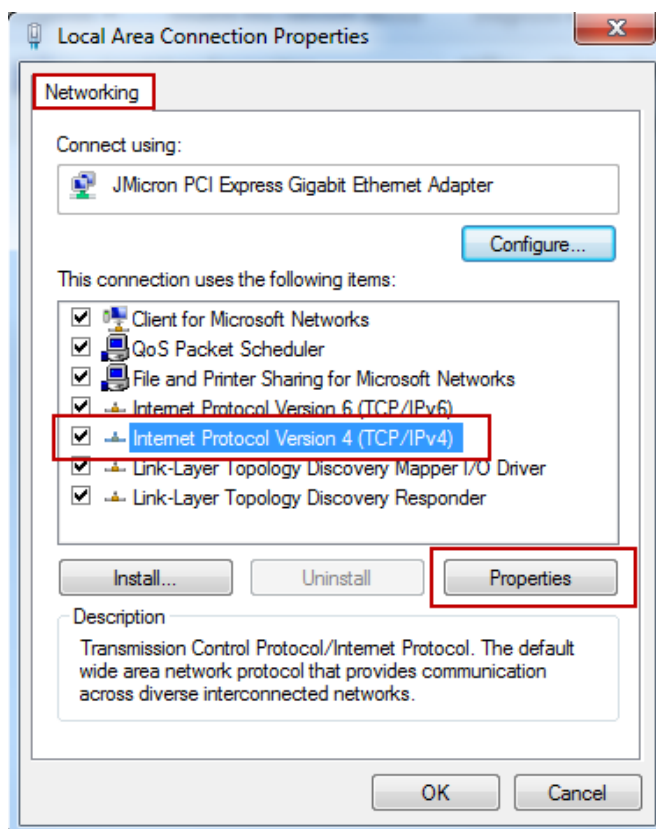 Local Area Connection Properties
X
Networking
Connect using:
JMicron PCI Express Gigabit Ethernet Adapter
Configure...
This connection uses the following items:
Client for Microsoft Networks
QoS Packet Scheduler
File and Printer Sharing for Microsoft Networks
Internet Protocol Version 6 (TCP/IPv6)
Internet Protocol Version 4 (TCP/IPv4)
Link-Layer Topology Discovery Mapper I/O Driver
Link-Layer Topology Discovery Responder
Install... Uninstall Properties
Description
Transmission Control Protocol/Internet Protocol. The default
wide area network protocol that provides communication
across diverse interconnected networks.
OK Cancel